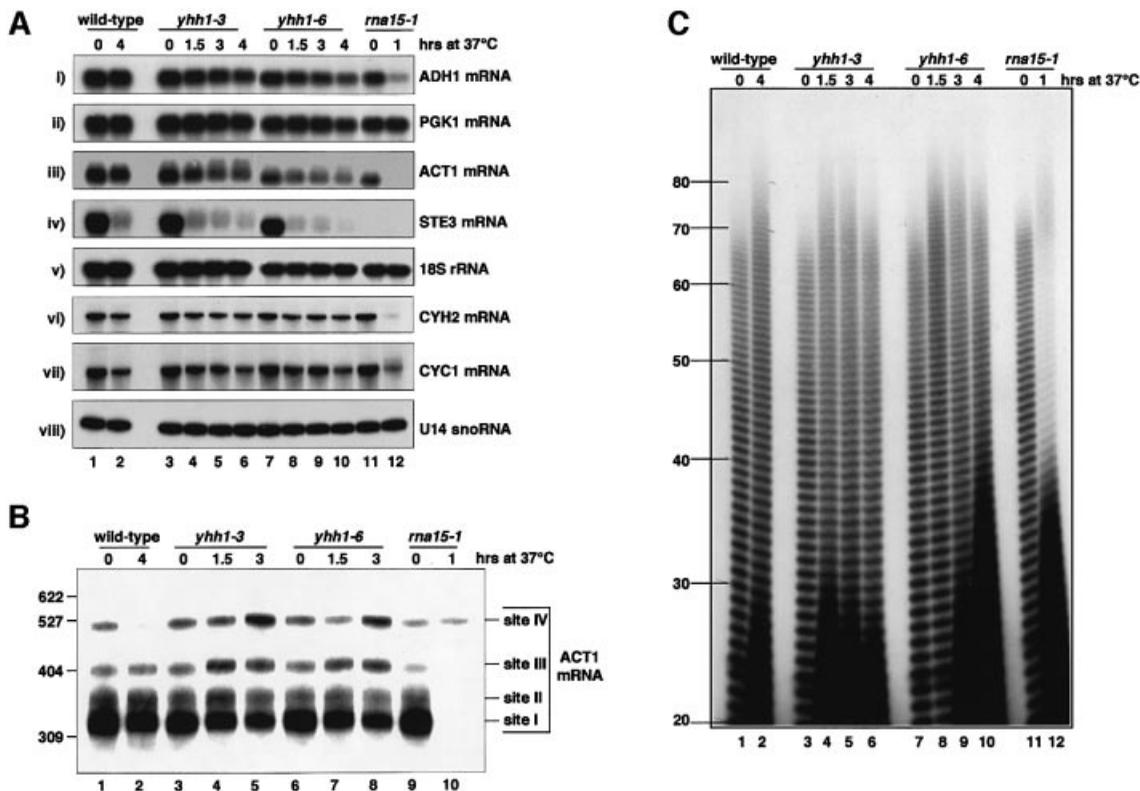 A
wild-type yhh1-3 yhh1-6 rna15-1
0 4 0 1.5 3 4 0 1.5 3 4 0 1 hrs at 37°C
i) ADH1 mRNA
ii) PGK1 mRNA
iii) ACT1 mRNA
iv) STE3 mRNA
v) 18S rRNA
vi) CYH2 mRNA
vii) CYC1 mRNA
viii) U14 snoRNA
1 2 3 4 5 6 7 8 9 10 11 12
B
wild-type yhh1-3 yhh1-6 rna15-1
0 4 0 1.5 3 0 1.5 3 0 1 hrs at 37°C
622
527 site IV
404 site III
ACT1
mRNA
site II
site I
309
1 2 3 4 5 6 7 8 9 10
C
wild-type yhh1-3 yhh1-6 rna15-1
0 4 0 1.5 3 4 0 1.5 3 4 0 1 hrs at 37°C
80
70
60
50
40
30
20
1 2 3 4 5 6 7 8 9 10 11 12